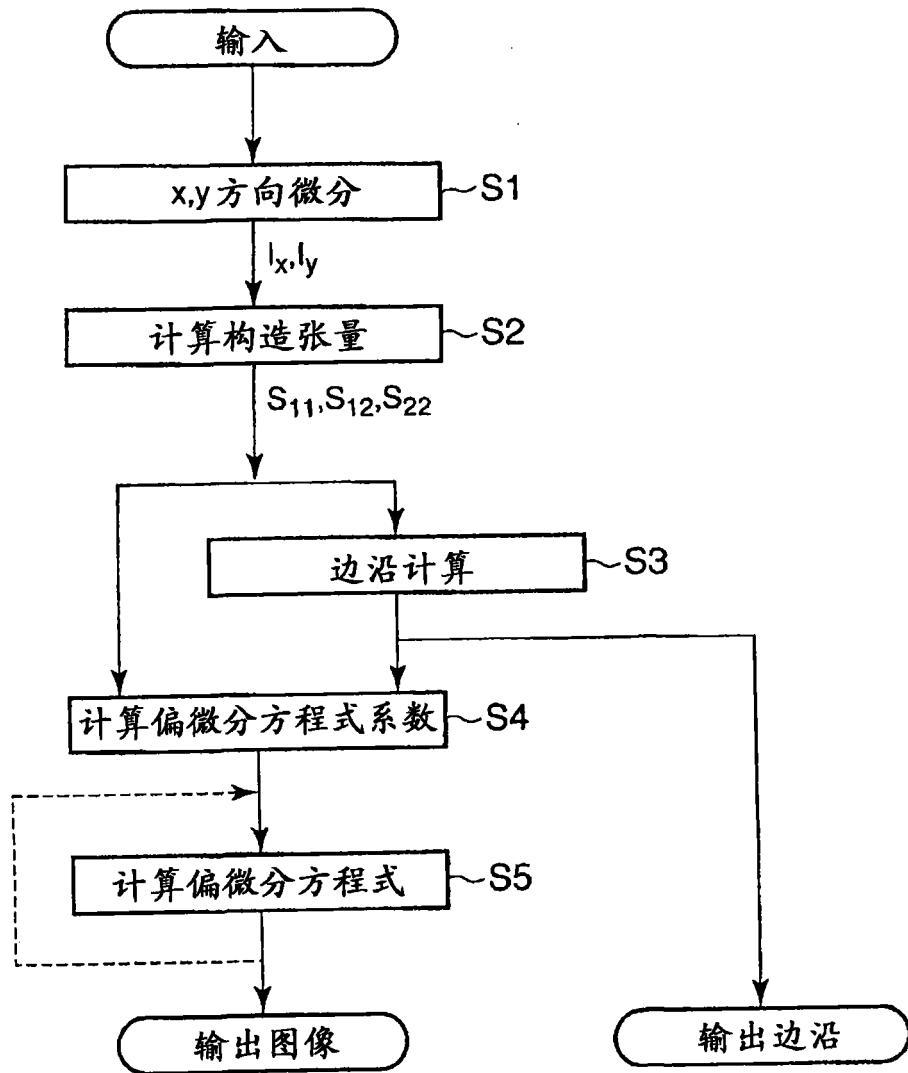 输入
x,y 方向微分
S1
Ix,Iy
计算构造张量
S2
S11,S12,S22
边沿计算
S3
计算偏微分方程式系数
S4
计算偏微分方程式
S5
输出图像
输出边沿